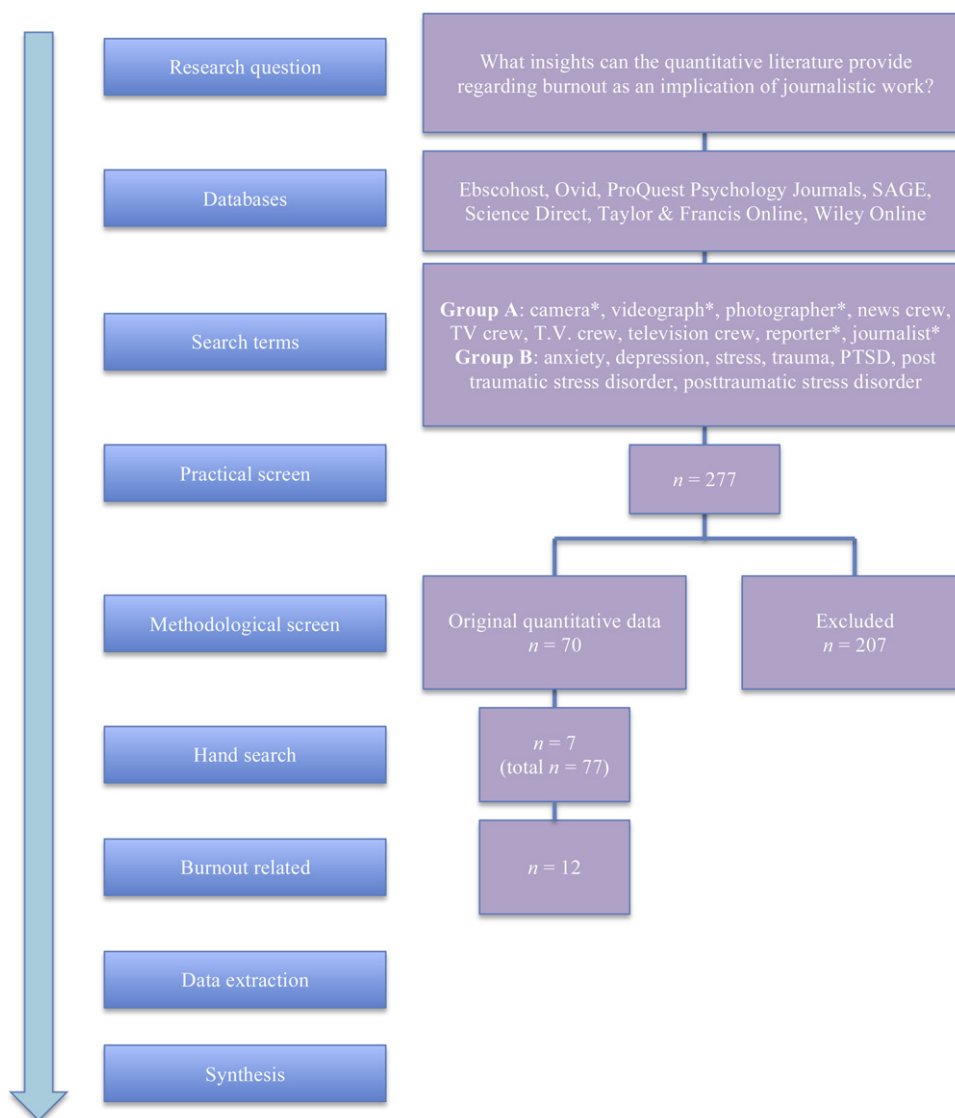 Research question
What insights can the quantitative literature provide
regarding burnout as an implication of journalistic work?
Databases
Ebscohost, Ovid, ProQuest Psychology Journals, SAGE,
Science Direct, Taylor & Francis Online, Wiley Online
Search terms
Group A: camera*, videograph*, photographer*, news crew,
TV crew, T.V. crew, television crew, reporter*, journalist*
Group B: anxiety, depression, stress, trauma, PTSD, post
traumatic stress disorder, posttraumatic stress disorder
Practical screen
n = 277
Methodological screen
Original quantitative data
n = 70
Excluded
n = 207
Hand search
n = 7
(total n = 77)
Burnout related
n = 12
Data extraction
Synthesis